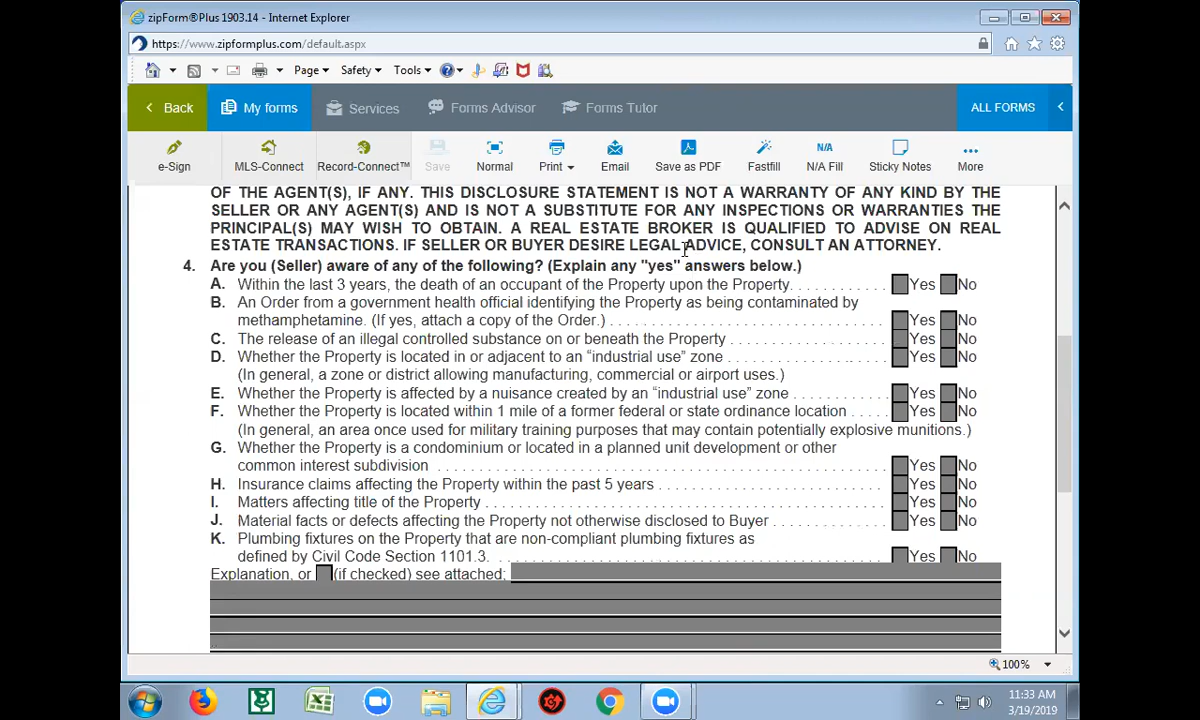 zipForm®Plus 1903.14 - Internet Explorer
https://www.zipformplus.com/default.aspx
Page Safety Tools
Back My forms Services Forms Advisor Forms Tutor ALL FORMS
e-Sign MLS-Connect Record-Connect™ Save Normal Print Email Save as PDF Fastfill N/A N/A Fill Sticky Notes More
OF THE AGENT(S), IF ANY. THIS DISCLOSURE STATEMENT IS NOT A WARRANTY OF ANY KIND BY THE
SELLER OR ANY AGENT(S) AND IS NOT A SUBSTITUTE FOR ANY INSPECTIONS OR WARRANTIES THE
PRINCIPAL(S) MAY WISH TO OBTAIN. A REAL ESTATE BROKER IS QUALIFIED TO ADVISE ON REAL
ESTATE TRANSACTIONS. IF SELLER OR BUYER DESIRE LEGAL ADVICE, CONSULT AN ATTORNEY.
4. Are you (Seller) aware of any of the following? (Explain any "yes" answers below.)
A. Within the last 3 years, the death of an occupant of the Property upon the Property. . . . . . . . . . . . Yes No
B. An Order from a government health official identifying the Property as being contaminated by
methamphetamine. (If yes, attach a copy of the Order.) . . . . . . . . . . . . . . . . . . . . . . . . . . . . . . Yes No
C. The release of an illegal controlled substance on or beneath the Property . . . . . . . . . . . . . . . . . Yes No
D. Whether the Property is located in or adjacent to an “industrial use” zone . . . . . . . . . . . . . . . . . Yes No
(In general, a zone or district allowing manufacturing, commercial or airport uses.)
E. Whether the Property is affected by a nuisance created by an “industrial use” zone . . . . . . . . . . Yes No
F. Whether the Property is located within 1 mile of a former federal or state ordinance location . . . . Yes No
(In general, an area once used for military training purposes that may contain potentially explosive munitions.)
G. Whether the Property is a condominium or located in a planned unit development or other
common interest subdivision . . . . . . . . . . . . . . . . . . . . . . . . . . . . . . . . . . . . . . . . . . . . . . . . . Yes No
H. Insurance claims affecting the Property within the past 5 years . . . . . . . . . . . . . . . . . . . . . . . . . Yes No
I. Matters affecting title of the Property . . . . . . . . . . . . . . . . . . . . . . . . . . . . . . . . . . . . . . . . . . . Yes No
J. Material facts or defects affecting the Property not otherwise disclosed to Buyer . . . . . . . . . . . . Yes No
K. Plumbing fixtures on the Property that are non-compliant plumbing fixtures as
defined by Civil Code Section 1101.3. . . . . . . . . . . . . . . . . . . . . . . . . . . . . . . . . . . . . . . . . . . Yes No
Explanation, or (if checked) see attached;
100%
11:33 AM
3/19/2019